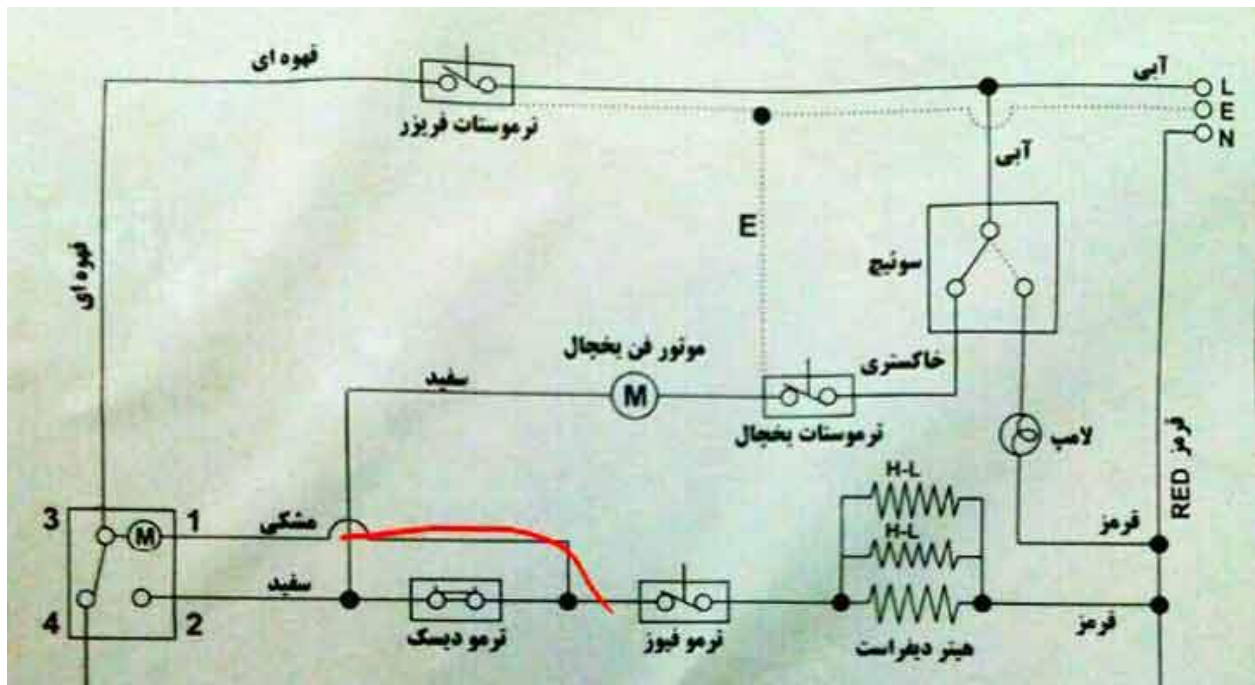 قهوه ای
آبی
L
E
N
ترموستات فریزر
آبی
قهوه ای
E
سوئیچ
موتور فن یخچال
خاکستری
سفید
M
ترموستات یخچال
لامپ
قرمز RED
H-L
3
M
1
مشکی
H-L
قرمز
4
2
سفید
ترمو دیسک
ترمو فیوز
هیتر دیفراست
قرمز